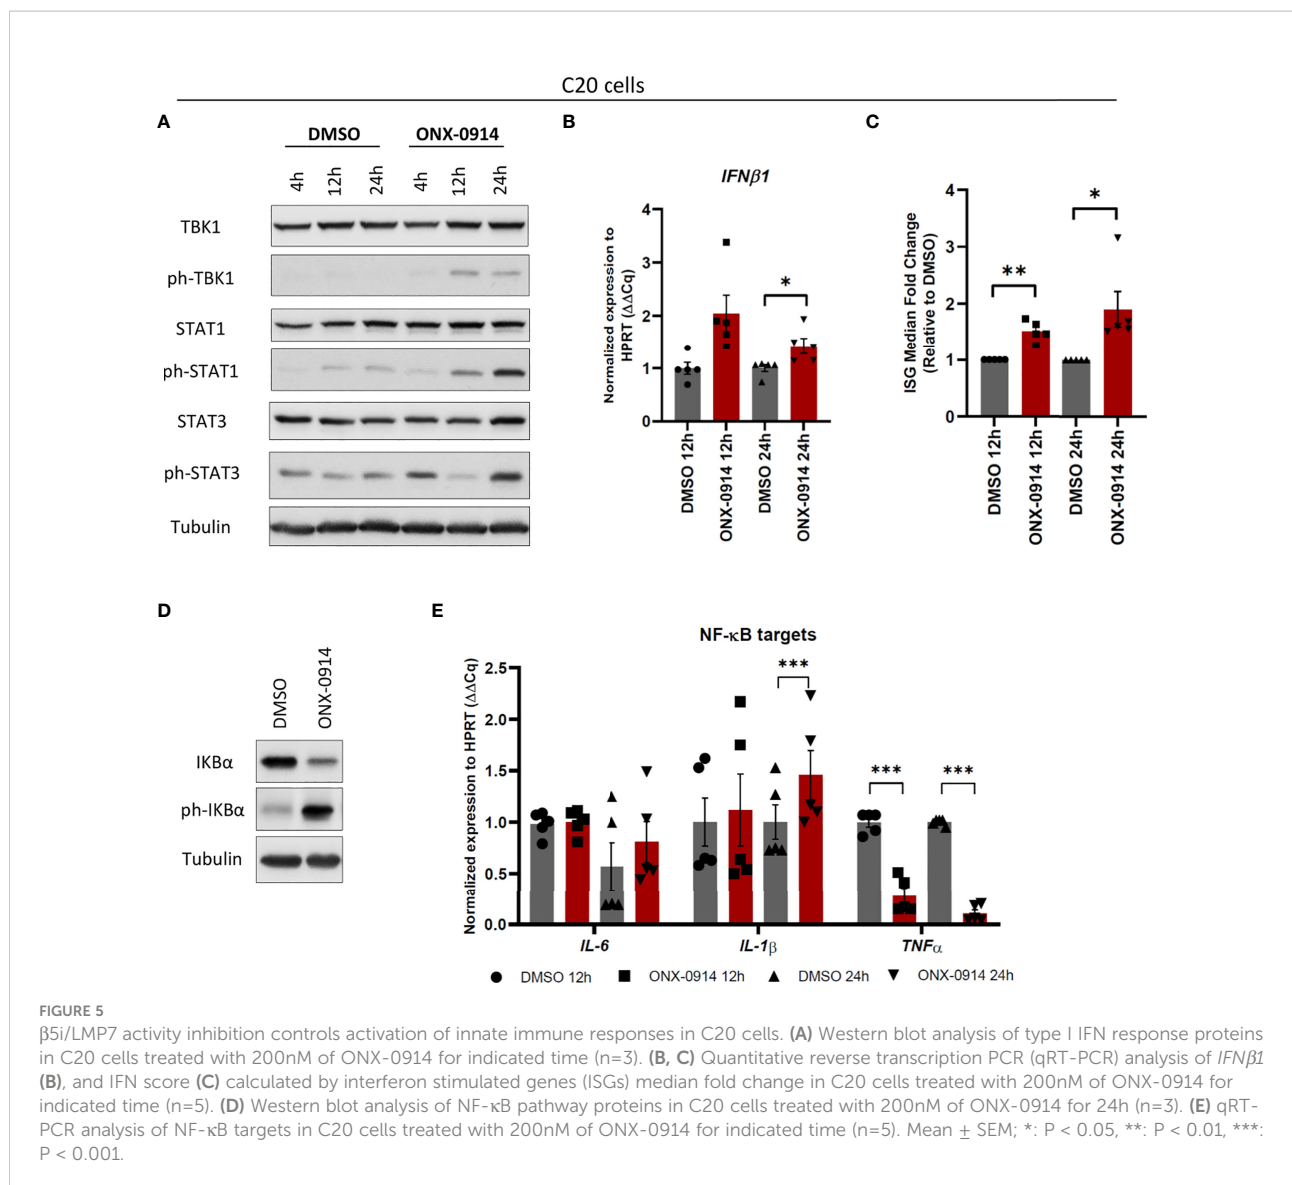 C20 cells
A
DMSO ONX-0914
4h 12h 24h 4h 12h 24h
TBK1
ph-TBK1
STAT1
ph-STAT1
STAT3
ph-STAT3
Tubulin
B
IFNβ1
Normalized expression to
HPRT (ΔΔCq)
4
3
2
1
0
*
DMSO 12h
ONX-0914 12h
DMSO 24h
ONX-0914 24h
C
ISG Median Fold Change
(Relative to DMSO)
4
3
2
1
0
**
*
DMSO 12h
ONX-0914 12h
DMSO 24h
ONX-0914 24h
D
DMSO
ONX-0914
IKBα
ph-IKBα
Tubulin
E
NF-κB targets
Normalized expression to HPRT (ΔΔCq)
2.5
2.0
1.5
1.0
0.5
0.0
***
***
***
IL-6 IL-1β TNFα
DMSO 12h ONX-0914 12h DMSO 24h ONX-0914 24h
FIGURE 5
β5i/LMP7 activity inhibition controls activation of innate immune responses in C20 cells. (A) Western blot analysis of type I IFN response proteins
in C20 cells treated with 200nM of ONX-0914 for indicated time (n=3). (B, C) Quantitative reverse transcription PCR (qRT-PCR) analysis of IFNβ1
(B), and IFN score (C) calculated by interferon stimulated genes (ISGs) median fold change in C20 cells treated with 200nM of ONX-0914 for
indicated time (n=5). (D) Western blot analysis of NF-κB pathway proteins in C20 cells treated with 200nM of ONX-0914 for 24h (n=3). (E) qRT-
PCR analysis of NF-κB targets in C20 cells treated with 200nM of ONX-0914 for indicated time (n=5). Mean ± SEM; *: P < 0.05, **: P < 0.01, ***:
P < 0.001.